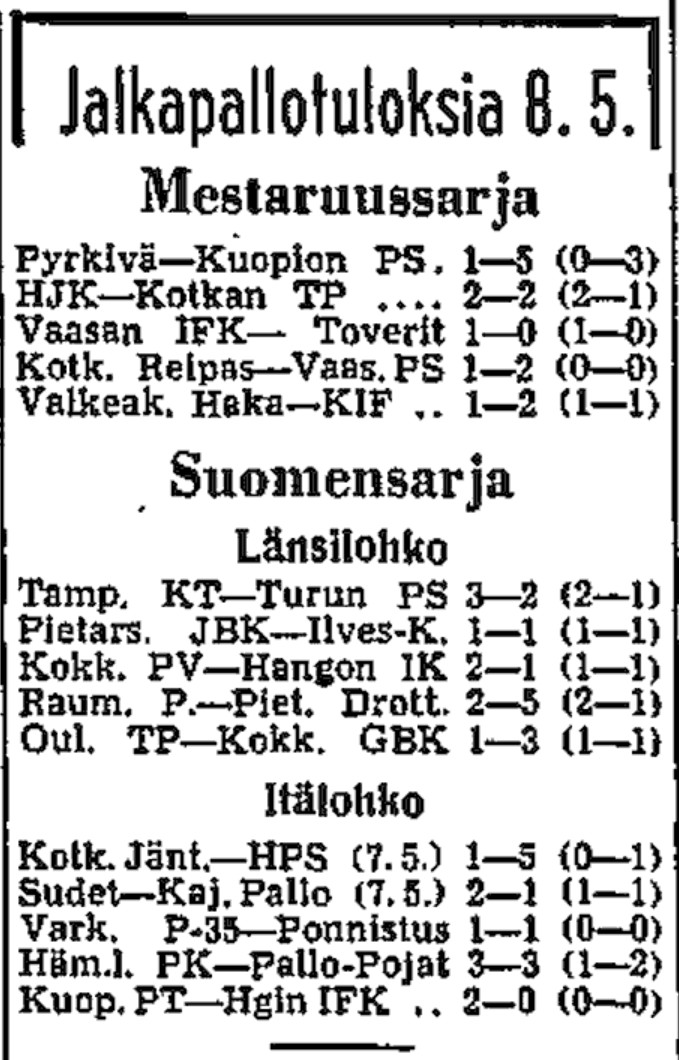 Jalkapallotuloksia 8. 5.
Mestaruussarja
Pyrkivä—Kuopion PS. 1—5 (0—3)
HJK—Kotkan TP .... 2—2 (2—1)
Vaasan IFK— Toverit 1—0 (1—0)
Kotk. Reipas—Vaas. PS 1—2 (0—0)
Valkeak. Haka—KIF .. 1—2 (1—1)
Suomensarja
Länsilohko
Tamp. KT—Turun PS 3—2 (2—1)
Pietars. JBK—Ilves-K. 1—1 (1—1)
Kokk. PV—Hangon IK 2—1 (1—1)
Raum. P.—Piet. Drott. 2—5 (2—1)
Oul. TP—Kokk. GBK 1—3 (1—1)
Itälohko
Kotk. Jänt.—HPS (7.5.) 1—5 (0—1)
Sudet—Kaj. Pallo (7.5.) 2—1 (1—1)
Vark. P-35—Ponnistus 1—1 (0—0)
Häm.l. PK—Pallo-Pojat 3—3 (1—2)
Kuop. PT—Hgin IFK .. 2—0 (0—0)